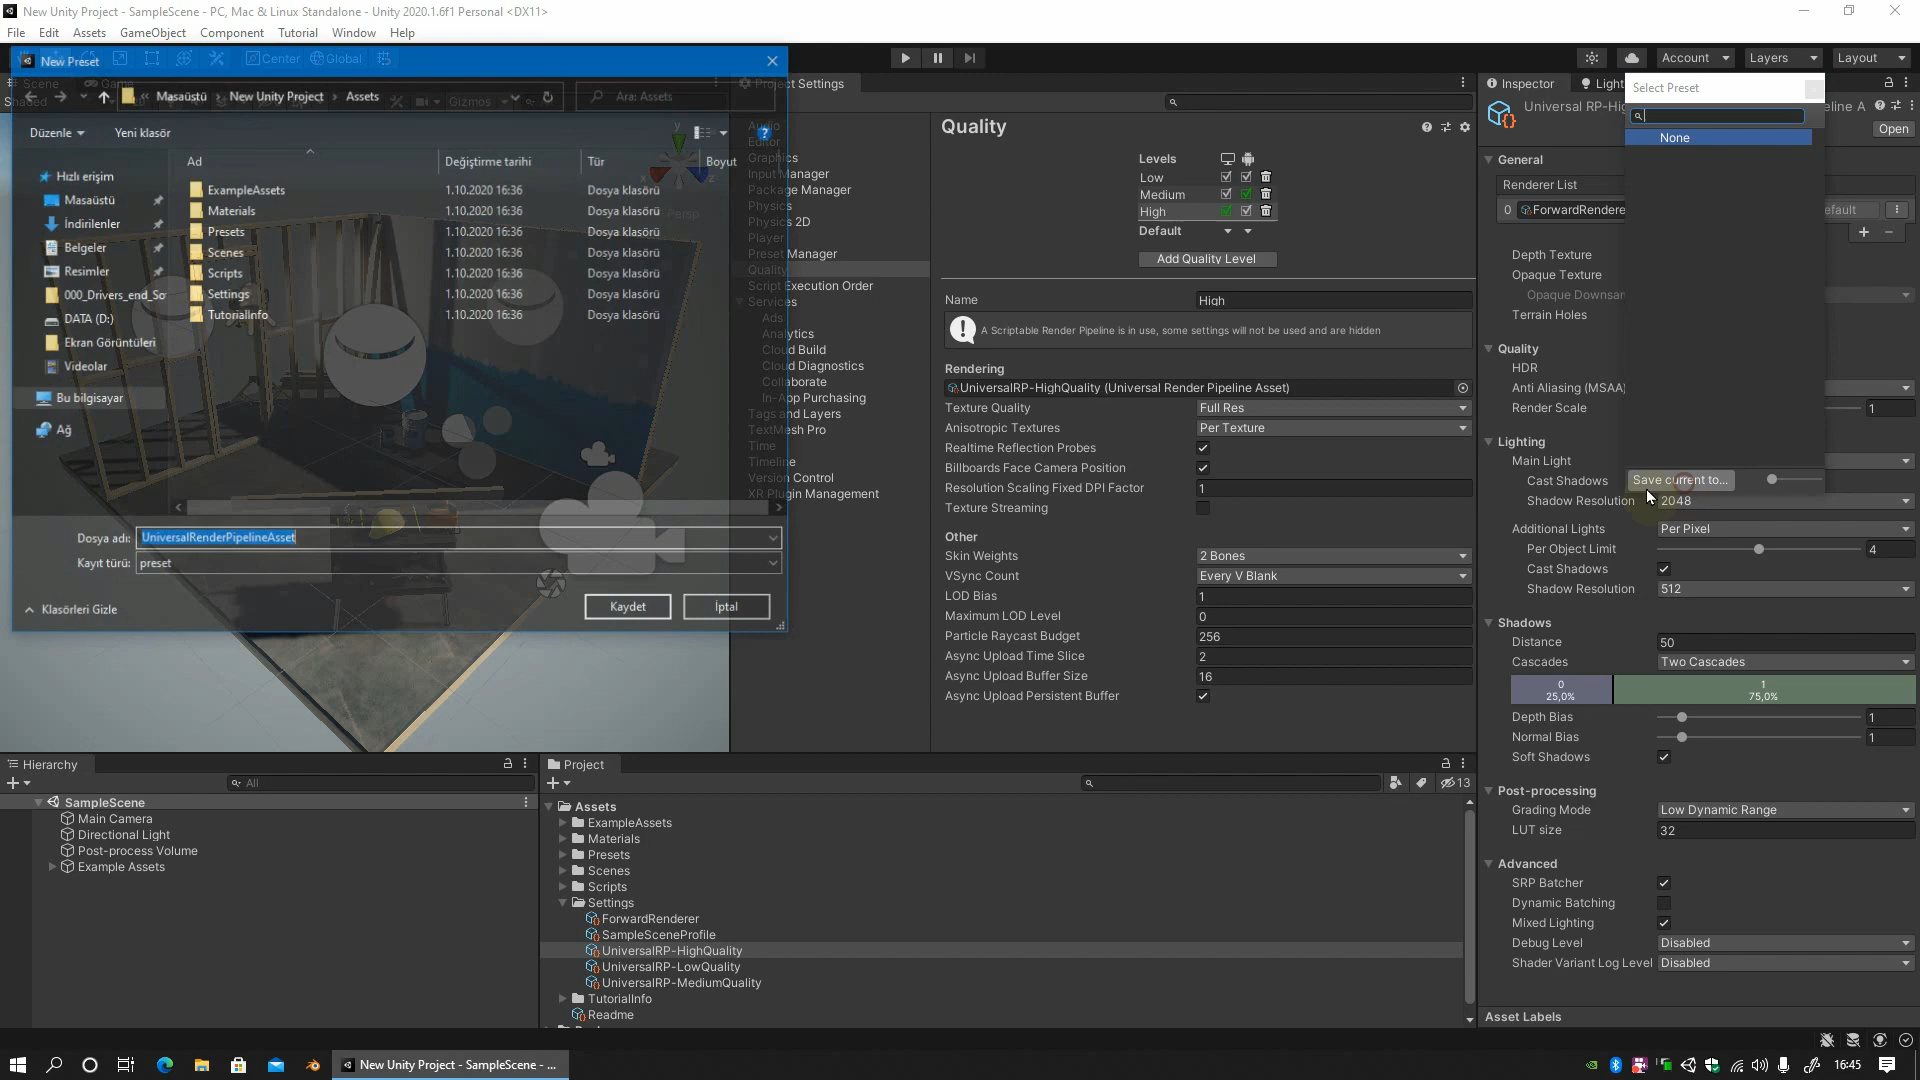 New Unity Project - SampleScene - PC, Mac & Linux Standalone - Unity 2020.1.6f1 Personal <DX11>
File Edit Assets GameObject Component Tutorial Window Help
Center Global
Account Layers Layout
New Preset
Scene Game
Shaded Gizmos
Masaüstü New Unity Project Assets
Ara: Assets
Düzenle Yeni klasör
Ad Değiştirme tarihi Tür Boyut
ExampleAssets 1.10.2020 16:36 Dosya klasörü
Materials 1.10.2020 16:36 Dosya klasörü
Presets 1.10.2020 16:36 Dosya klasörü
Scenes 1.10.2020 16:36 Dosya klasörü
Scripts 1.10.2020 16:36 Dosya klasörü
Settings 1.10.2020 16:36 Dosya klasörü
TutorialInfo 1.10.2020 16:36 Dosya klasörü
Hızlı erişim
Masaüstü
İndirilenler
Belgeler
Resimler
000_Drivers_end_So
DATA (D:)
Ekran Görüntüleri
Videolar
Bu bilgisayar
Ağ
y
x
z
Persp
Dosya adı: UniversalRenderPipelineAsset
Kayıt türü: preset
Klasörleri Gizle
Kaydet İptal
Project Settings
Audio
Editor
Graphics
Input Manager
Package Manager
Physics
Physics 2D
Player
Preset Manager
Quality
Script Execution Order
Services
Ads
Analytics
Cloud Build
Cloud Diagnostics
Collaborate
In-App Purchasing
Tags and Layers
TextMesh Pro
Time
Timeline
Version Control
XR Plugin Management
Quality
Levels
Low
Medium
High
Default
Add Quality Level
Name High
A Scriptable Render Pipeline is in use, some settings will not be used and are hidden
Rendering
UniversalRP-HighQuality (Universal Render Pipeline Asset)
Texture Quality Full Res
Anisotropic Textures Per Texture
Realtime Reflection Probes
Billboards Face Camera Position
Resolution Scaling Fixed DPI Factor 1
Texture Streaming
Other
Skin Weights 2 Bones
VSync Count Every V Blank
LOD Bias 1
Maximum LOD Level 0
Particle Raycast Budget 256
Async Upload Time Slice 2
Async Upload Buffer Size 16
Async Upload Persistent Buffer
Inspector Light
Universal RP-Hig eline A
Open
Select Preset
None
Save current to...
General
Renderer List
0 ForwardRendere efault
Depth Texture
Opaque Texture
Opaque Downsar
Terrain Holes
Quality
HDR
Anti Aliasing (MSAA)
Render Scale 1
Lighting
Main Light
Cast Shadows
Shadow Resolution 2048
Additional Lights Per Pixel
Per Object Limit 4
Cast Shadows
Shadow Resolution 512
Shadows
Distance 50
Cascades Two Cascades
0 1
25,0% 75,0%
Depth Bias 1
Normal Bias 1
Soft Shadows
Post-processing
Grading Mode Low Dynamic Range
LUT size 32
Advanced
SRP Batcher
Dynamic Batching
Mixed Lighting
Debug Level Disabled
Shader Variant Log Level Disabled
Asset Labels
Hierarchy
All
SampleScene
Main Camera
Directional Light
Post-process Volume
Example Assets
Project
13
Assets
ExampleAssets
Materials
Presets
Scenes
Scripts
Settings
ForwardRenderer
SampleSceneProfile
UniversalRP-HighQuality
UniversalRP-LowQuality
UniversalRP-MediumQuality
TutorialInfo
Readme
New Unity Project - SampleScene - ...
16:45